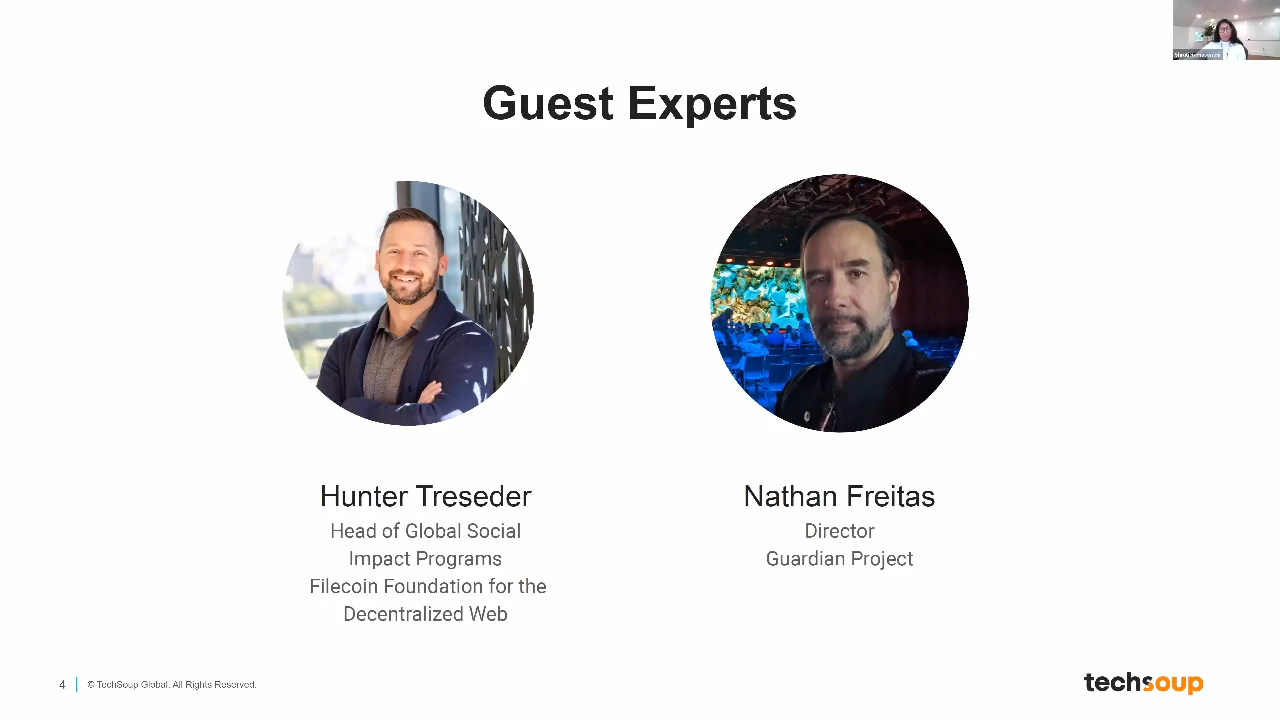 Guest Experts
Hunter Treseder
Head of Global Social
Impact Programs
Filecoin Foundation for the
Decentralized Web
Nathan Freitas
Director
Guardian Project
4
© TechSoup Global. All Rights Reserved.
techsoup